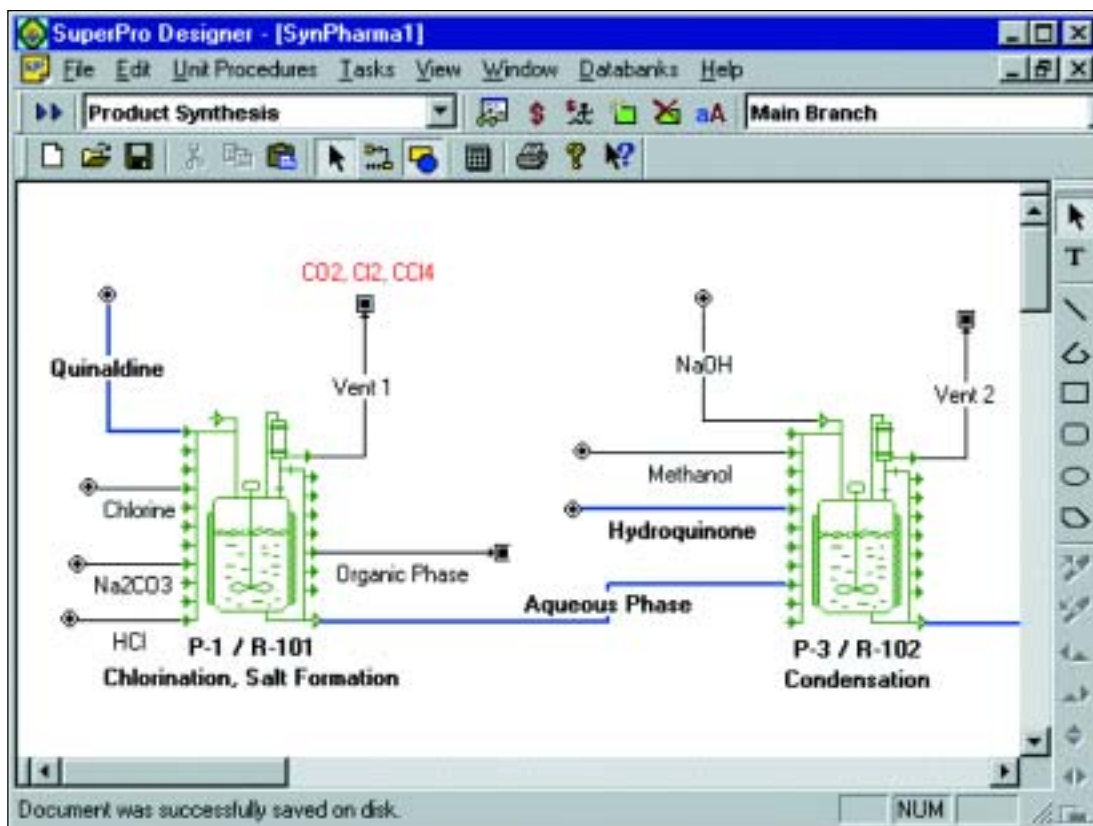 SuperPro Designer - [SynPharma1]
File Edit Unit Procedures Tasks View Window Databanks Help
Product Synthesis
$ aA Main Branch
T
CO2, Cl2, CCl4
Quinaldine
Vent 1
NaOH
Vent 2
Chlorine
Methanol
Hydroquinone
Organic Phase
Na2CO3
Aqueous Phase
HCl
P-1 / R-101
Chlorination, Salt Formation
P-3 / R-102
Condensation
Document was successfully saved on disk.
NUM